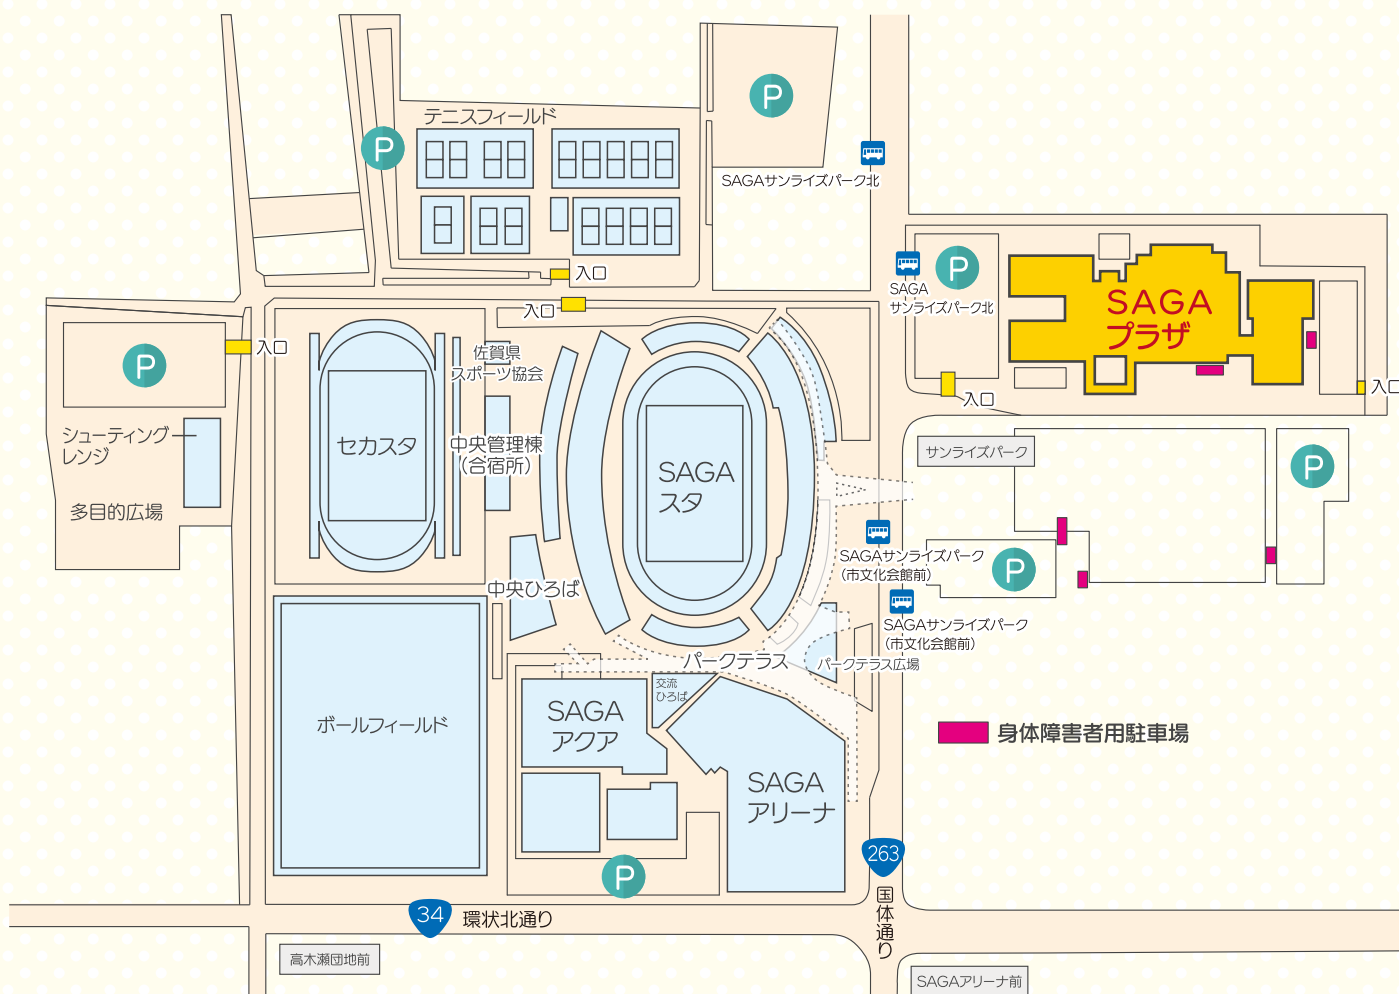 P
テニスフィールド
P
SAGAサンライズパーク北
入口
入口
SAGA
サンライズパーク北
P
SAGA
プラザ
入口
入口
P
入口
シューティング
レンジ
多目的広場
セカスタ
佐賀県
スポーツ協会
中央管理棟
(合宿所)
SAGA
スタ
中央ひろば
サンライズパーク
P
SAGAサンライズパーク
(市文化会館前)
P
SAGAサンライズパーク
(市文化会館前)
パークテラス
パークテラス広場
交流
ひろば
ボールフィールド
SAGA
アクア
SAGA
アリーナ
P
身体障害者用駐車場
263
国体通り
34
環状北通り
高木瀬団地前
SAGAアリーナ前